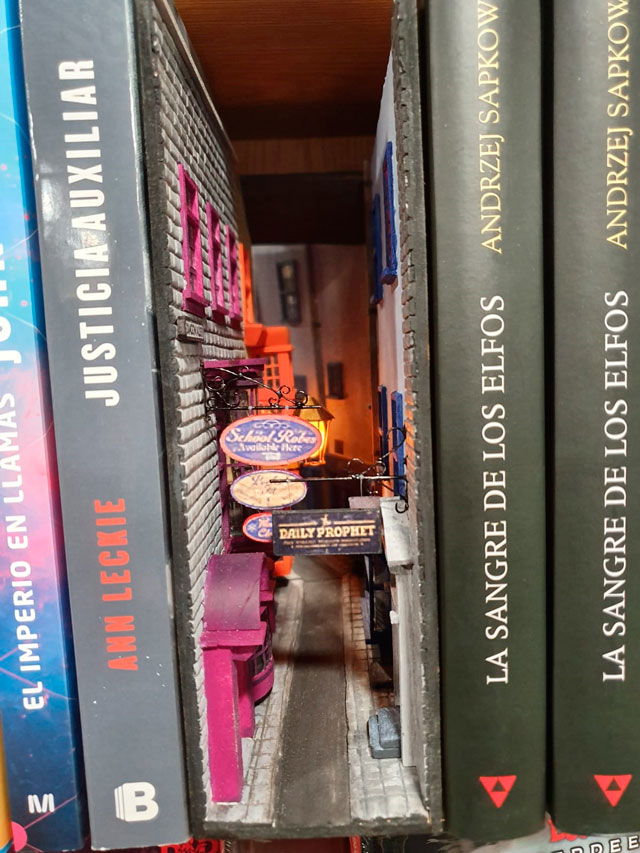 EL IMPERIO EN LLAMAS
M
JUSTICIA AUXILIAR
ANN LECKIE
B
School Robes
Available Here
DAILY PROPHET
ANDRZEJ SAPKOW
LA SANGRE DE LOS ELFOS
ANDRZEJ SAPKOW
LA SANGRE DE LOS ELFOS